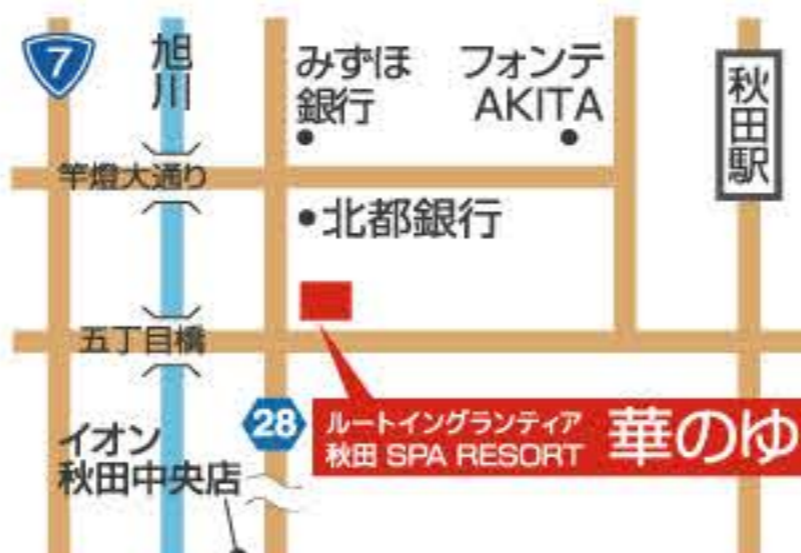 7
旭川
みずほ
銀行
フォンテ
AKITA
秋田駅
竿燈大通り
北都銀行
五丁目橋
28
ルートイングランティア
秋田 SPA RESORT
華のゆ
イオン
秋田中央店